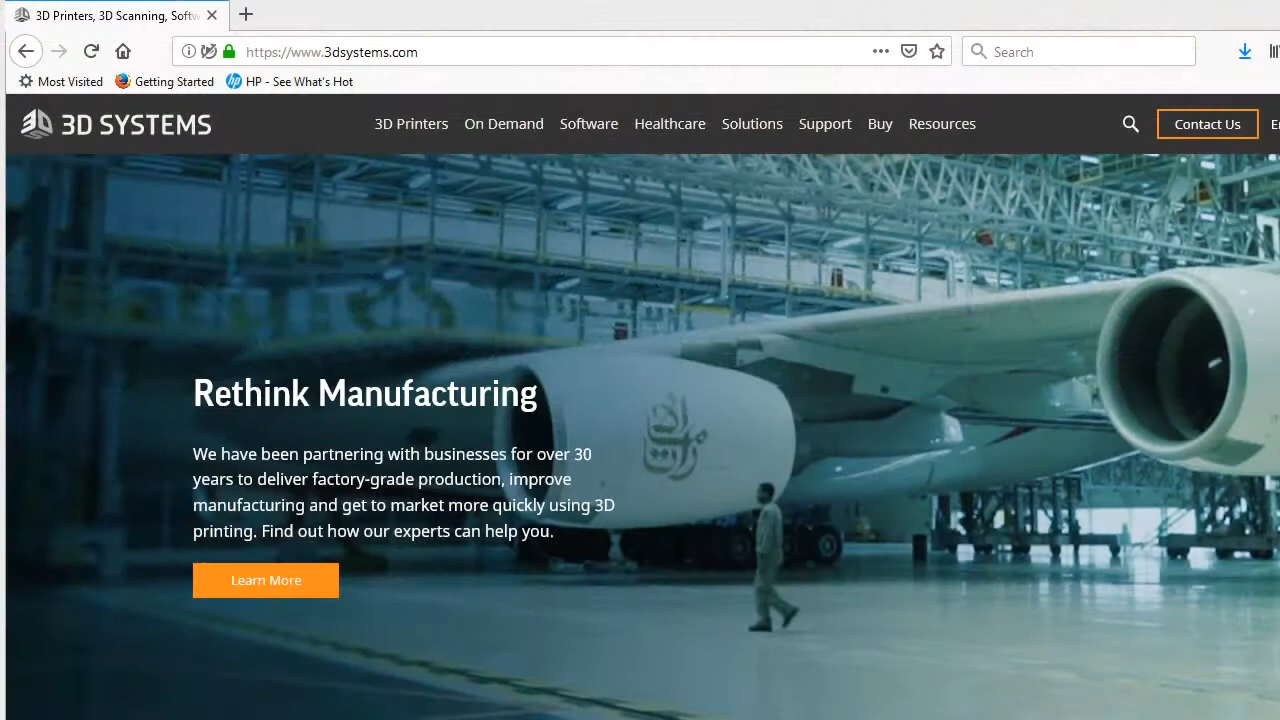 3D Printers, 3D Scanning, Softw
https://www.3dsystems.com
Search
Most Visited
Getting Started
HP - See What's Hot
3D SYSTEMS
3D Printers
On Demand
Software
Healthcare
Solutions
Support
Buy
Resources
Contact Us
Rethink Manufacturing
We have been partnering with businesses for over 30
years to deliver factory-grade production, improve
manufacturing and get to market more quickly using 3D
printing. Find out how our experts can help you.
Learn More